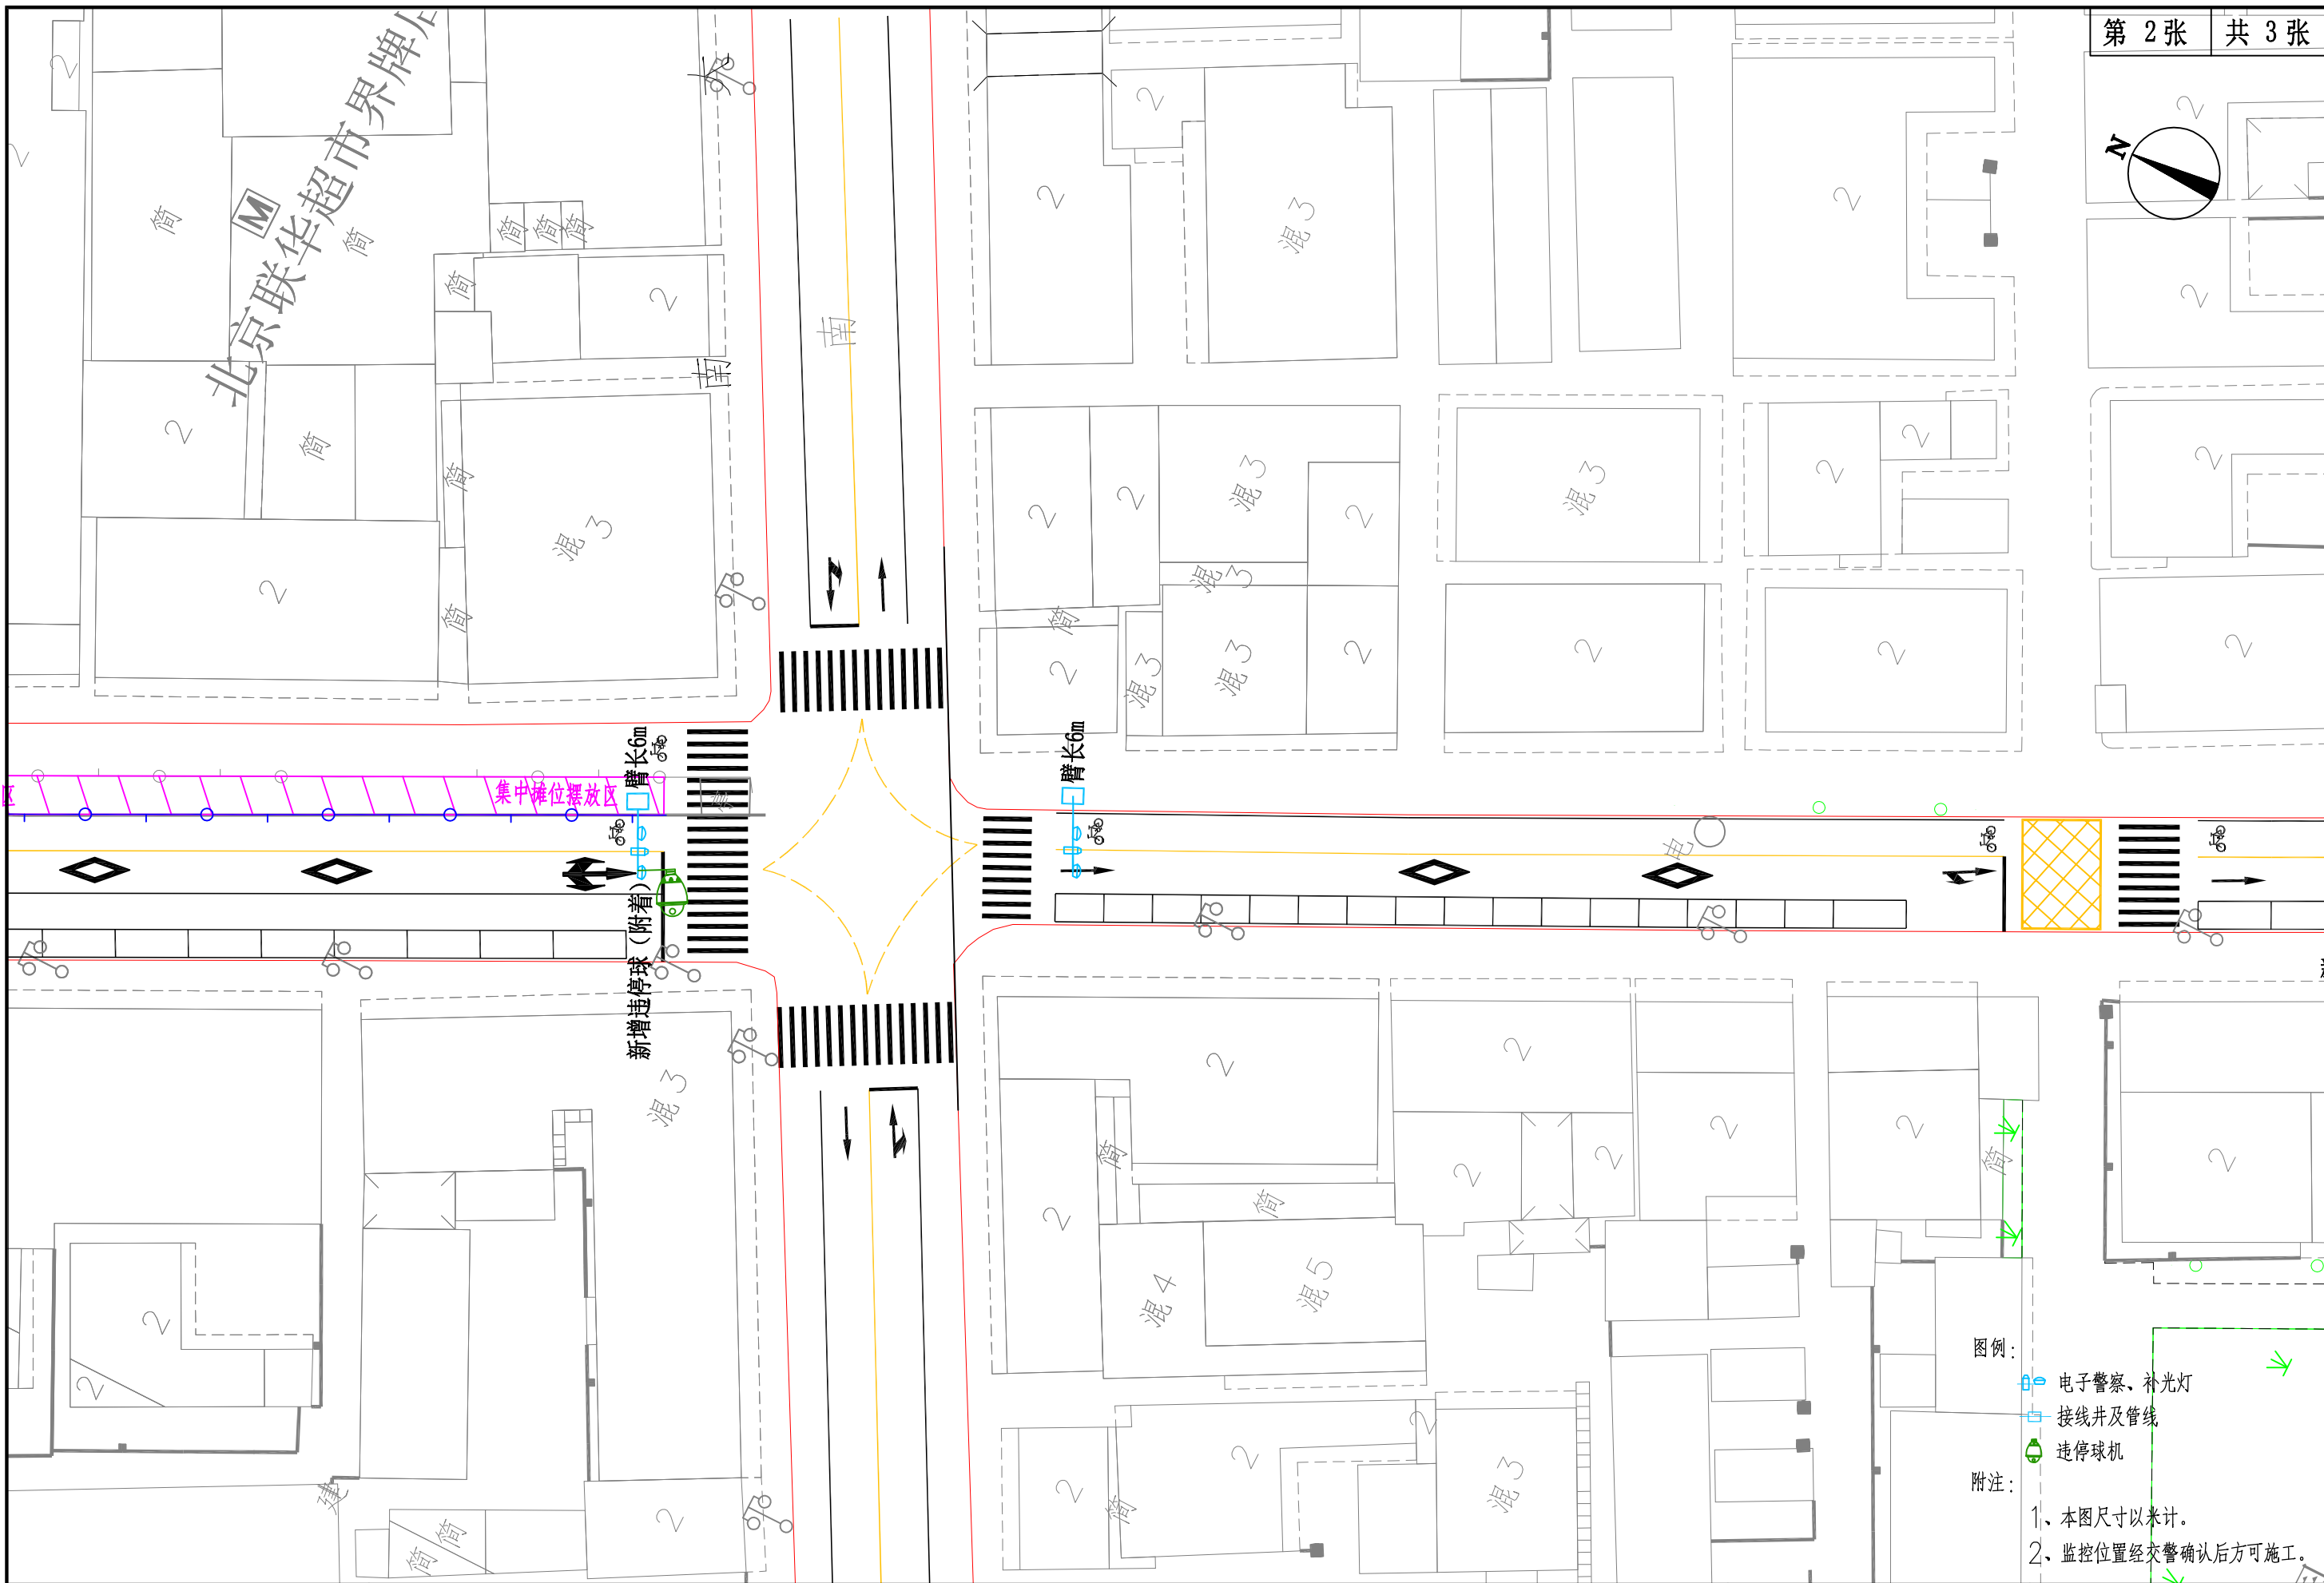 第 2 张 共 3 张
北京联华超市界牌店
M
N
南
南
2
2
简
简
简
简
简
简
2
2
简
简
混3
2
简
2
2
混3
2
2
2
2
2
2
混3
2
混3
2
2
2
混3
简
2
混3
混3
2
2
2
2
臂长6m
臂长6m
区
集中摊位摆放区
电
新增违停球（附着）
混3
2
2
2
2
2
2
2
简
简
简
2
2
混4
混5
2
2
建
简
简
2
2
简
2
2
混3
图例：
电子警察、补光灯
接线井及管线
违停球机
附注：
1、本图尺寸以米计。
2、监控位置经交警确认后方可施工。